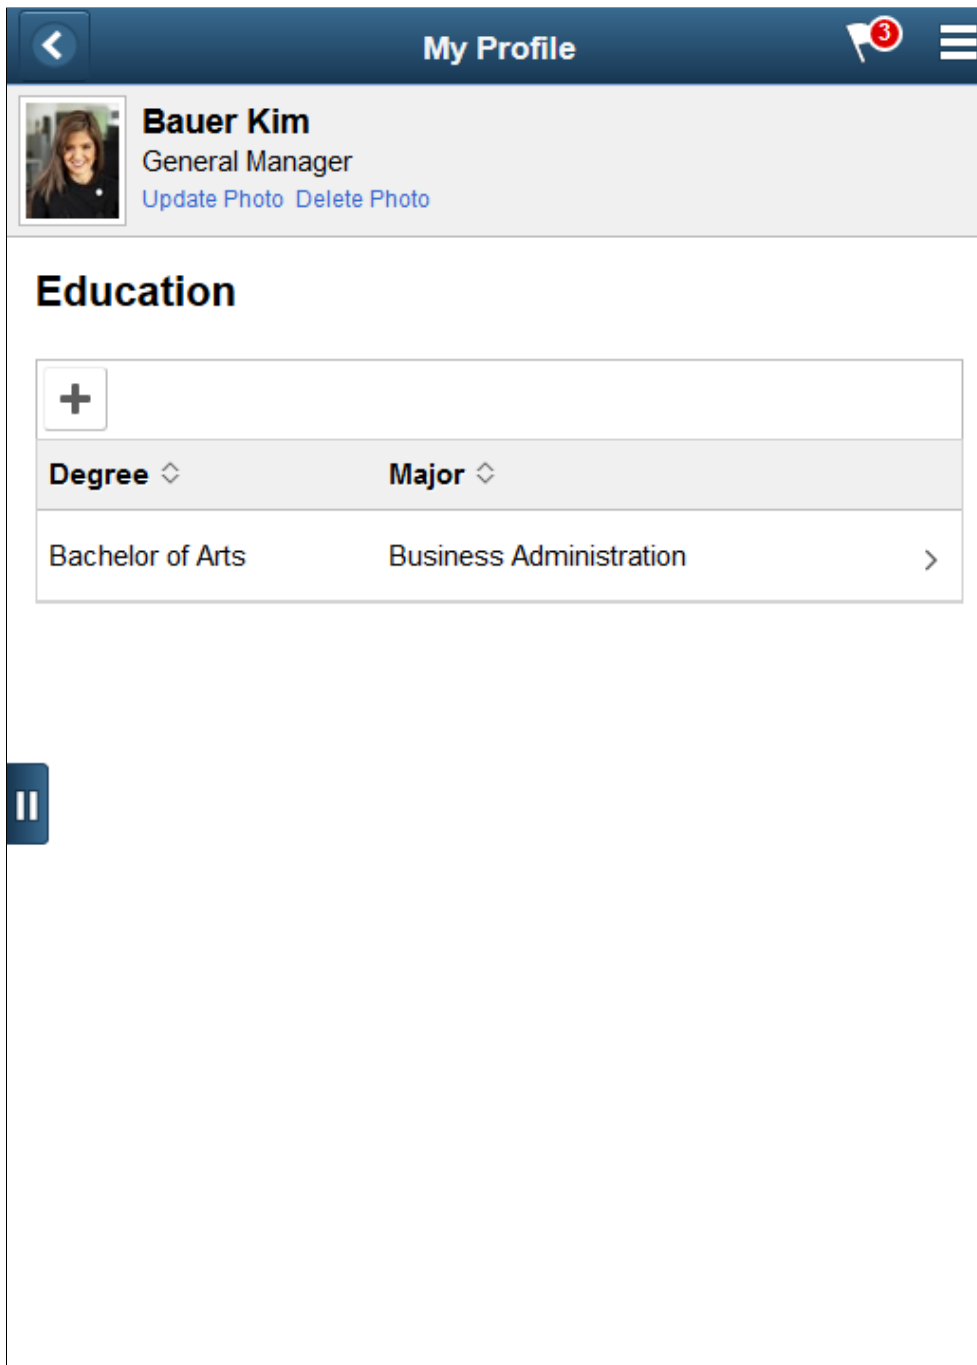 My Profile
3
Bauer Kim
General Manager
Update Photo Delete Photo
Education
Degree Major
Bachelor of Arts Business Administration